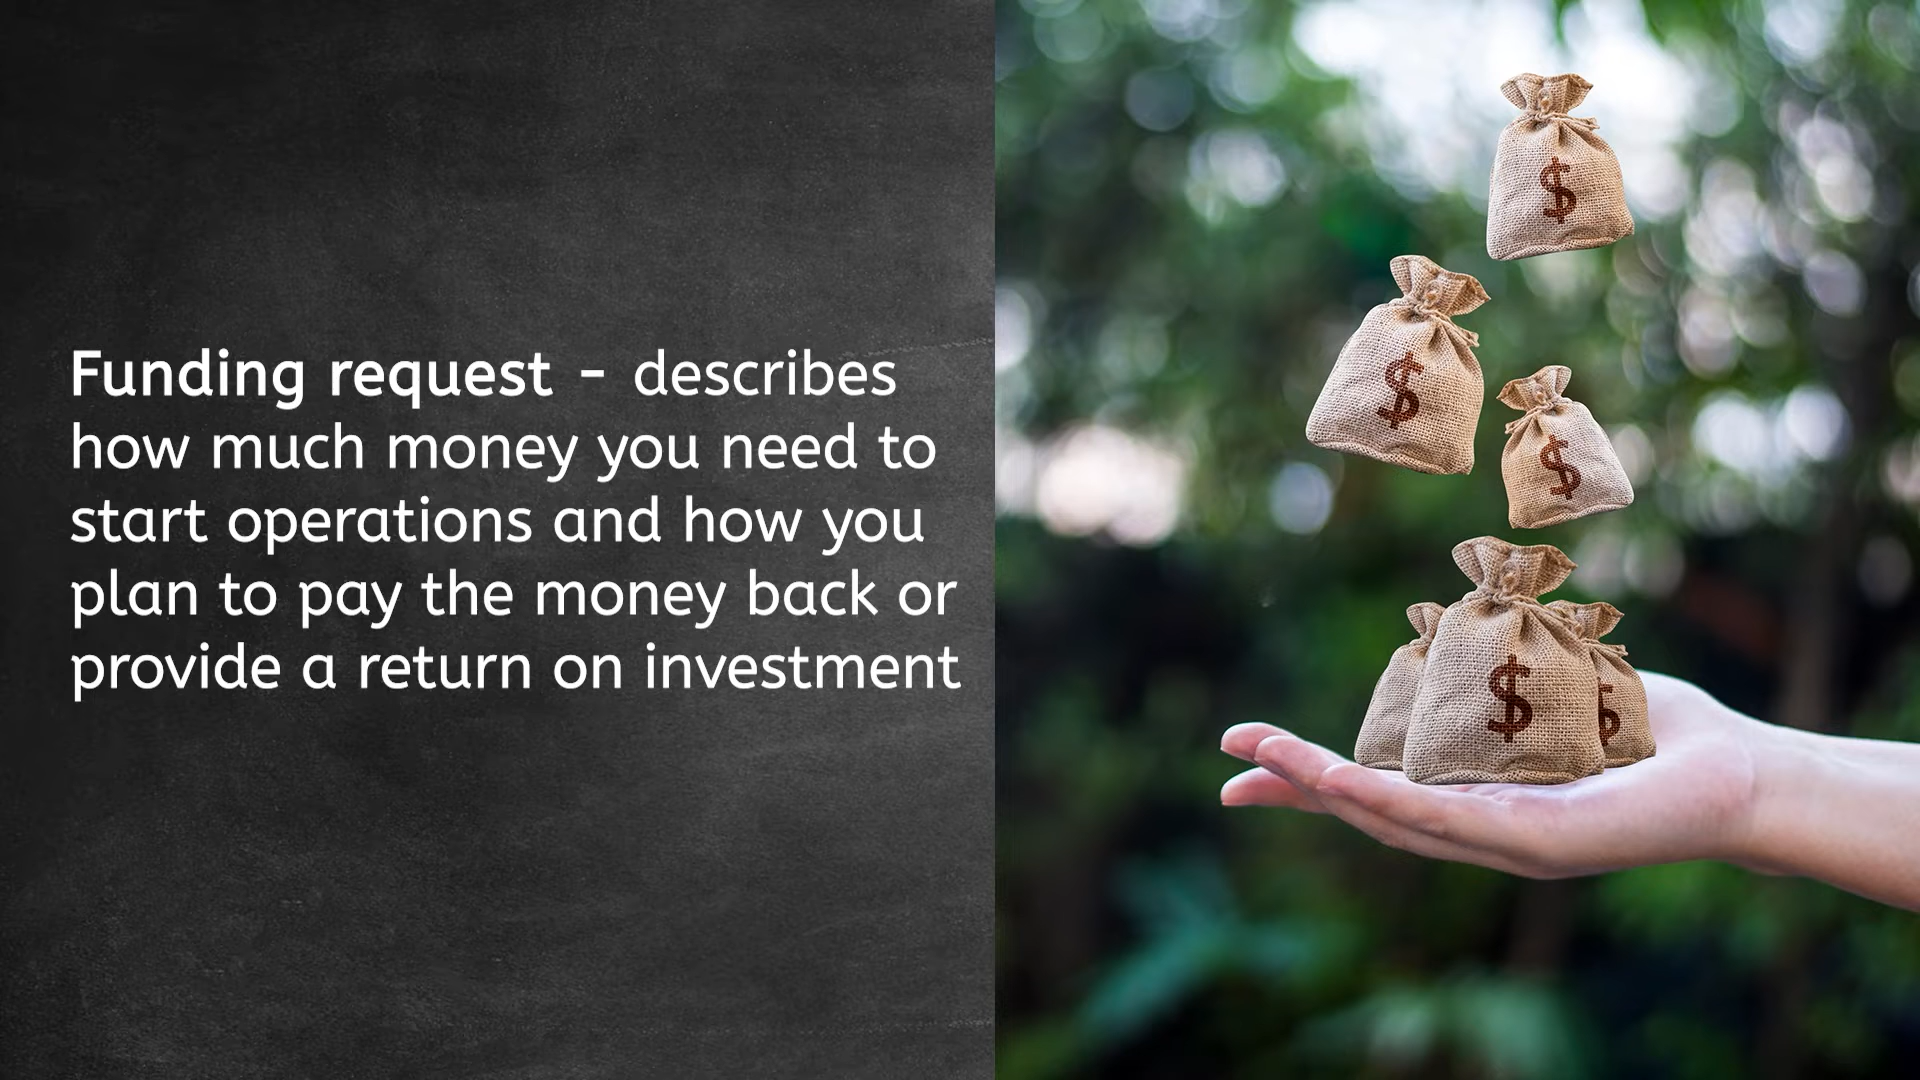 Funding request - describes
how much money you need to
start operations and how you
plan to pay the money back or
provide a return on investment
$
$
$
$
$